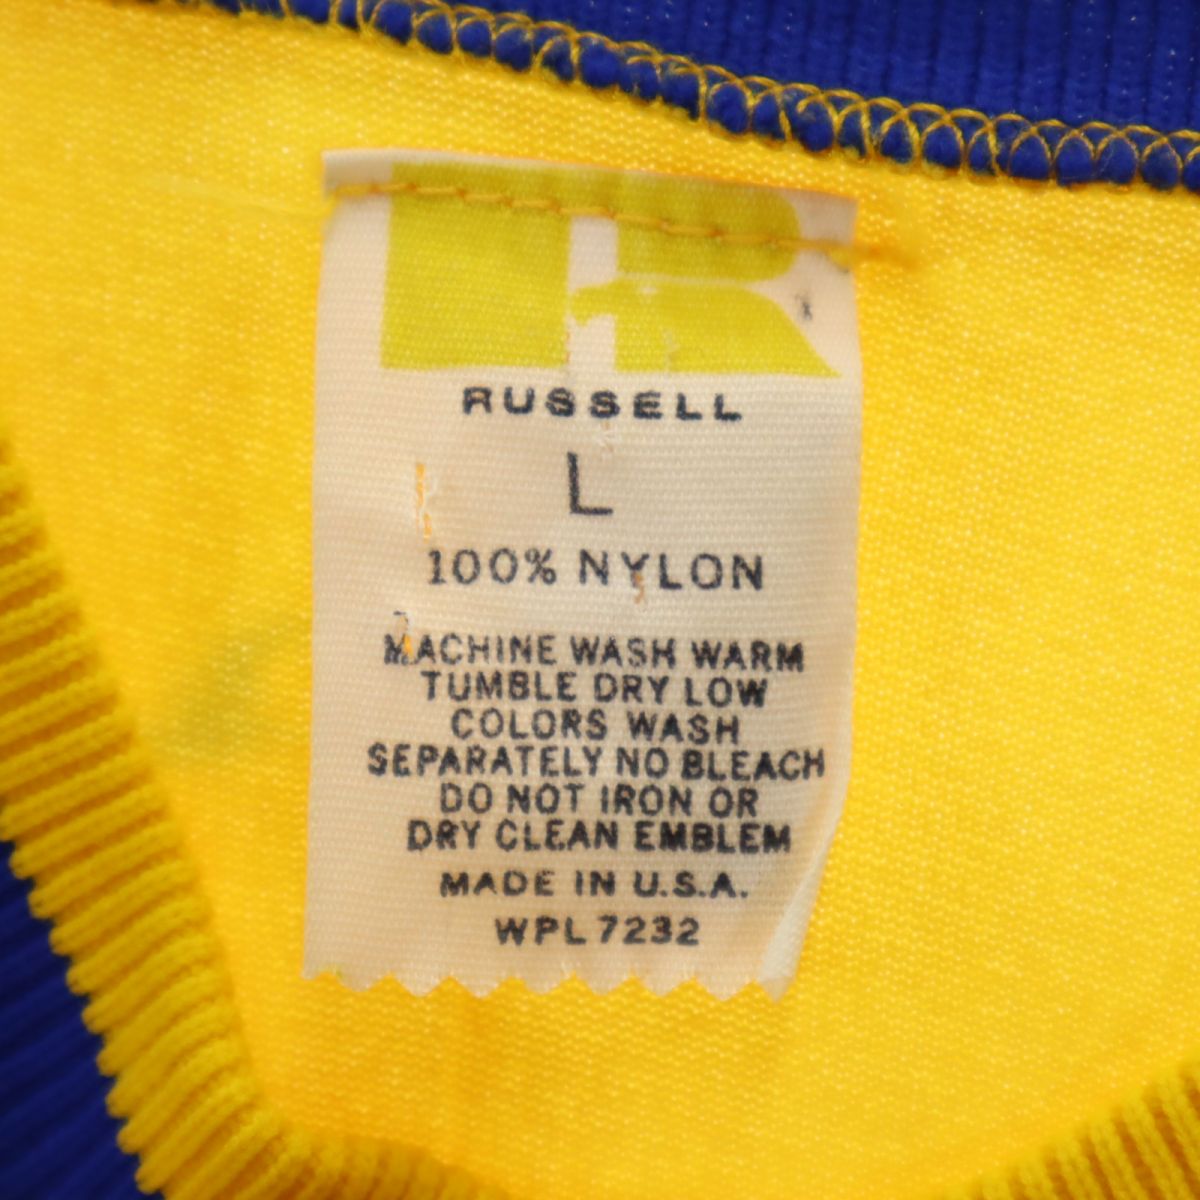 R
RUSSELL
L
100% NYLON
MACHINE WASH WARM
TUMBLE DRY LOW
COLORS WASH
SEPARATELY NO BLEACH
DO NOT IRON OR
DRY CLEAN EMBLEM
MADE IN U.S.A.
WPL 7232